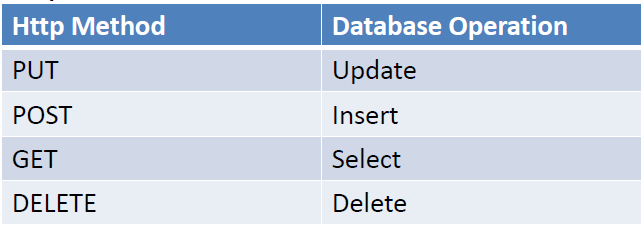 Http Method Database Operation
PUT Update
POST Insert
GET Select
DELETE Delete